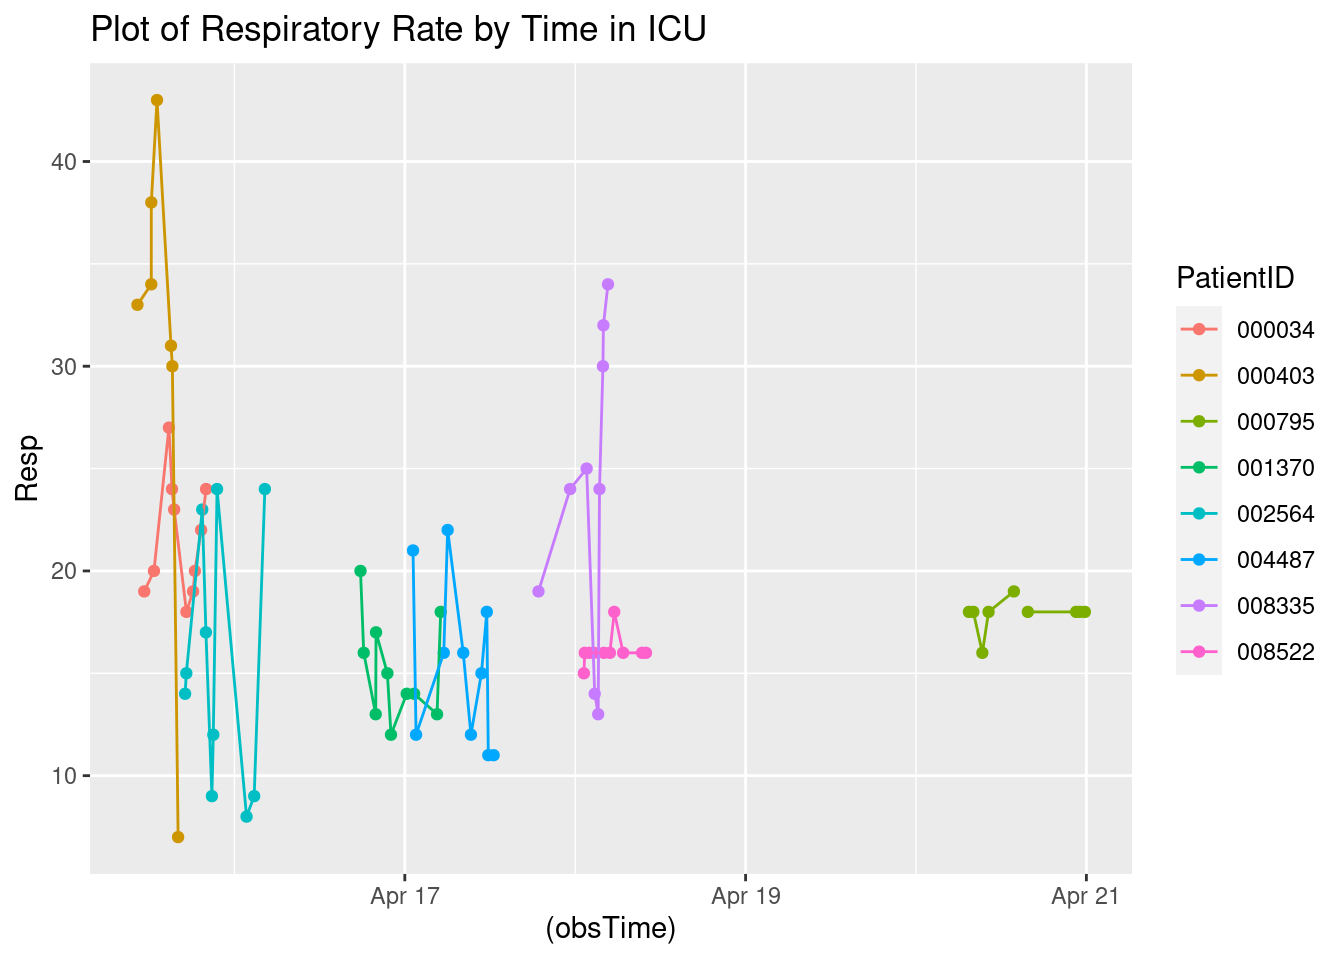 Plot of Respiratory Rate by Time in ICU
Resp
40
30
20
10
Apr 17
Apr 19
Apr 21
(obsTime)
PatientID
000034
000403
000795
001370
002564
004487
008335
008522